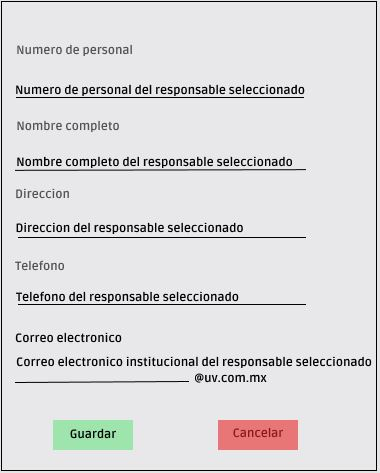 Numero de personal
Numero de personal del responsable seleccionado
Nombre completo
Nombre completo del responsable seleccionado
Direccion
Direccion del responsable seleccionado
Telefono
Telefono del responsable seleccionado
Correo electronico
Correo electronico institucional del responsable seleccionado
@uv.com.mx
Guardar
Cancelar